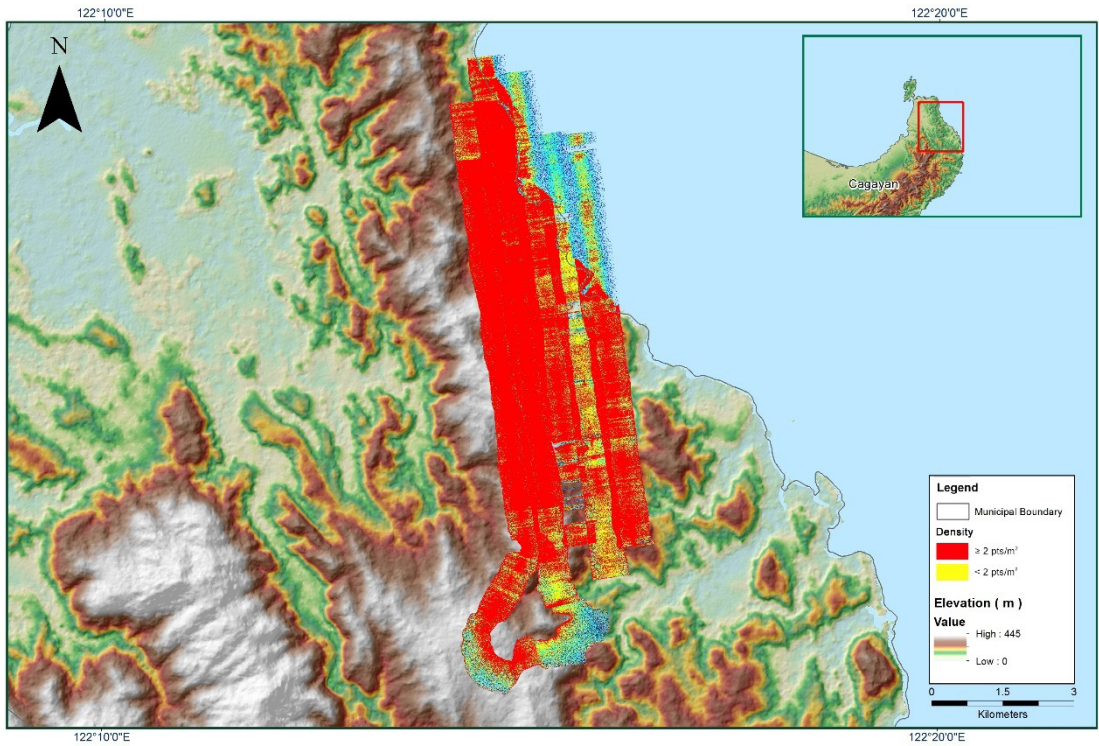 122°10'0"E
122°20'0"E
N
Cagayan
Legend
Municipal Boundary
Density
≥ 2 pts/m²
< 2 pts/m²
Elevation ( m )
Value
High : 445
Low : 0
0 1.5 3
Kilometers
122°10'0"E
122°20'0"E